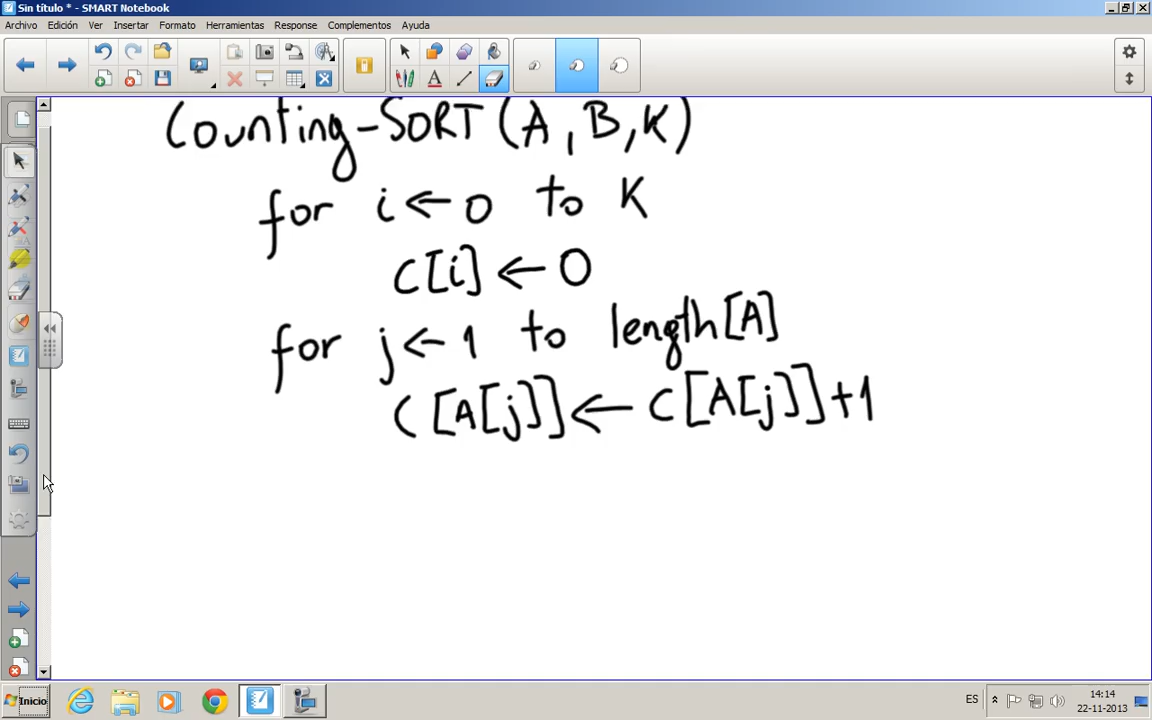 Sin título * - SMART Notebook
Archivo Edición Ver Insertar Formato Herramientas Response Complementos Ayuda
Counting-SORT(A,B,K)
for i ← 0 to K
C[i] ← 0
for j ← 1 to length[A]
C[A[j]] ← C[A[j]]+1
Inicio
ES
14:14
22-11-2013